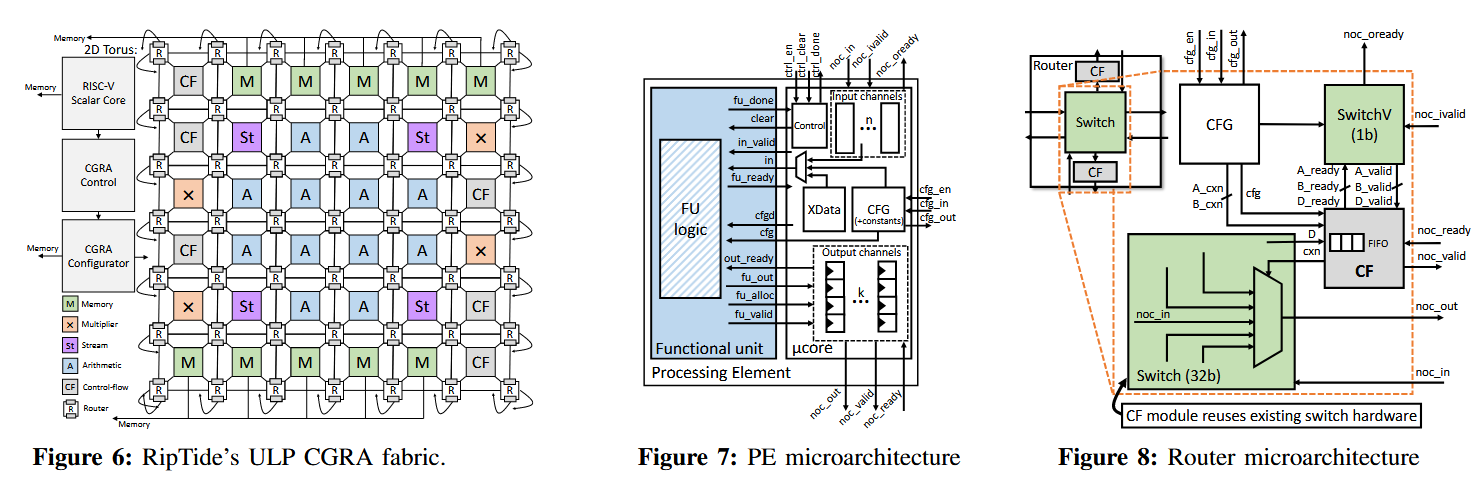 Memory
2D Torus:
R R R R R R R
RISC-V
Scalar Core
Memory
CF M M M M M
R R R R R R R
CF St A A St ×
R R R R R R R
CGRA
Control
× A A A A CF
R R R R R R R
CGRA
Configurator
Memory
CF A A A A ×
R R R R R R R
M Memory
× Multiplier
St Stream
A Arithmetic
CF Control-flow
R Router
× St A A St CF
R R R R R R R
M M M M M CF
R R R R R R R
Memory
Figure 6: RipTide's ULP CGRA fabric.
ctrl_en
ctrl_clear
ctrl_done
noc_in
noc_ivalid
noc_oready
fu_done
clear
in_valid
in
fu_ready
cfgd
cfg
out_ready
fu_out
fu_alloc
fu_valid
FU
logic
Functional unit
Control
Input channels
n
...
XData
CFG
(+constants)
cfg_en
cfg_in
cfg_out
Output channels
k
...
μcore
Processing Element
noc_out
noc_valid
noc_ready
Figure 7: PE microarchitecture
Router
CF
Switch
CF
cfg_en
cfg_in
cfg_out
noc_oready
CFG
SwitchV
(1b)
noc_ivalid
A_cxn
B_cxn
cfg
A_ready
B_ready
D_ready
A_valid
B_valid
D_valid
D
cxn
FIFO
CF
noc_ready
noc_valid
noc_in
noc_out
Switch (32b)
noc_in
CF module reuses existing switch hardware
Figure 8: Router microarchitecture